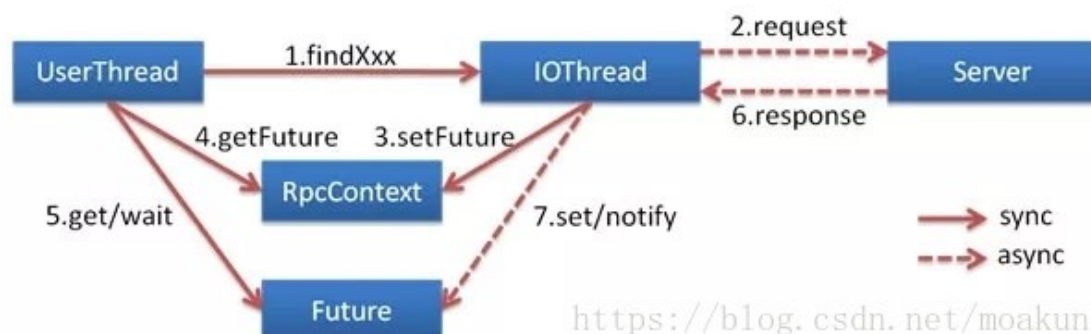 2.request
UserThread
1.findXxx
IOThread
Server
6.response
4.getFuture
3.setFuture
RpcContext
5.get/wait
7.set/notify
sync
async
Future
https://blog.csdn.net/moakun